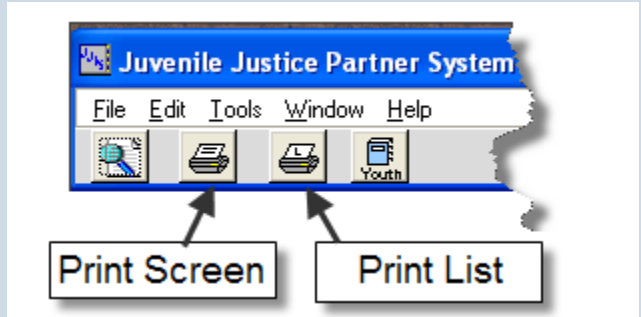 Juvenile Justice Partner System
File Edit Tools Window Help
L
Youth
Print Screen Print List